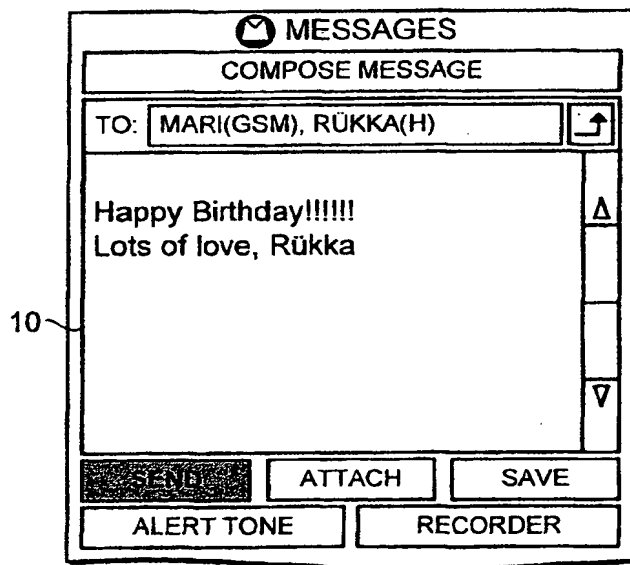 MESSAGES
COMPOSE MESSAGE
TO: MARI(GSM), RÜKKA(H)
Happy Birthday!!!!!!
Lots of love, Rükka
10
SEND ATTACH SAVE
ALERT TONE RECORDER